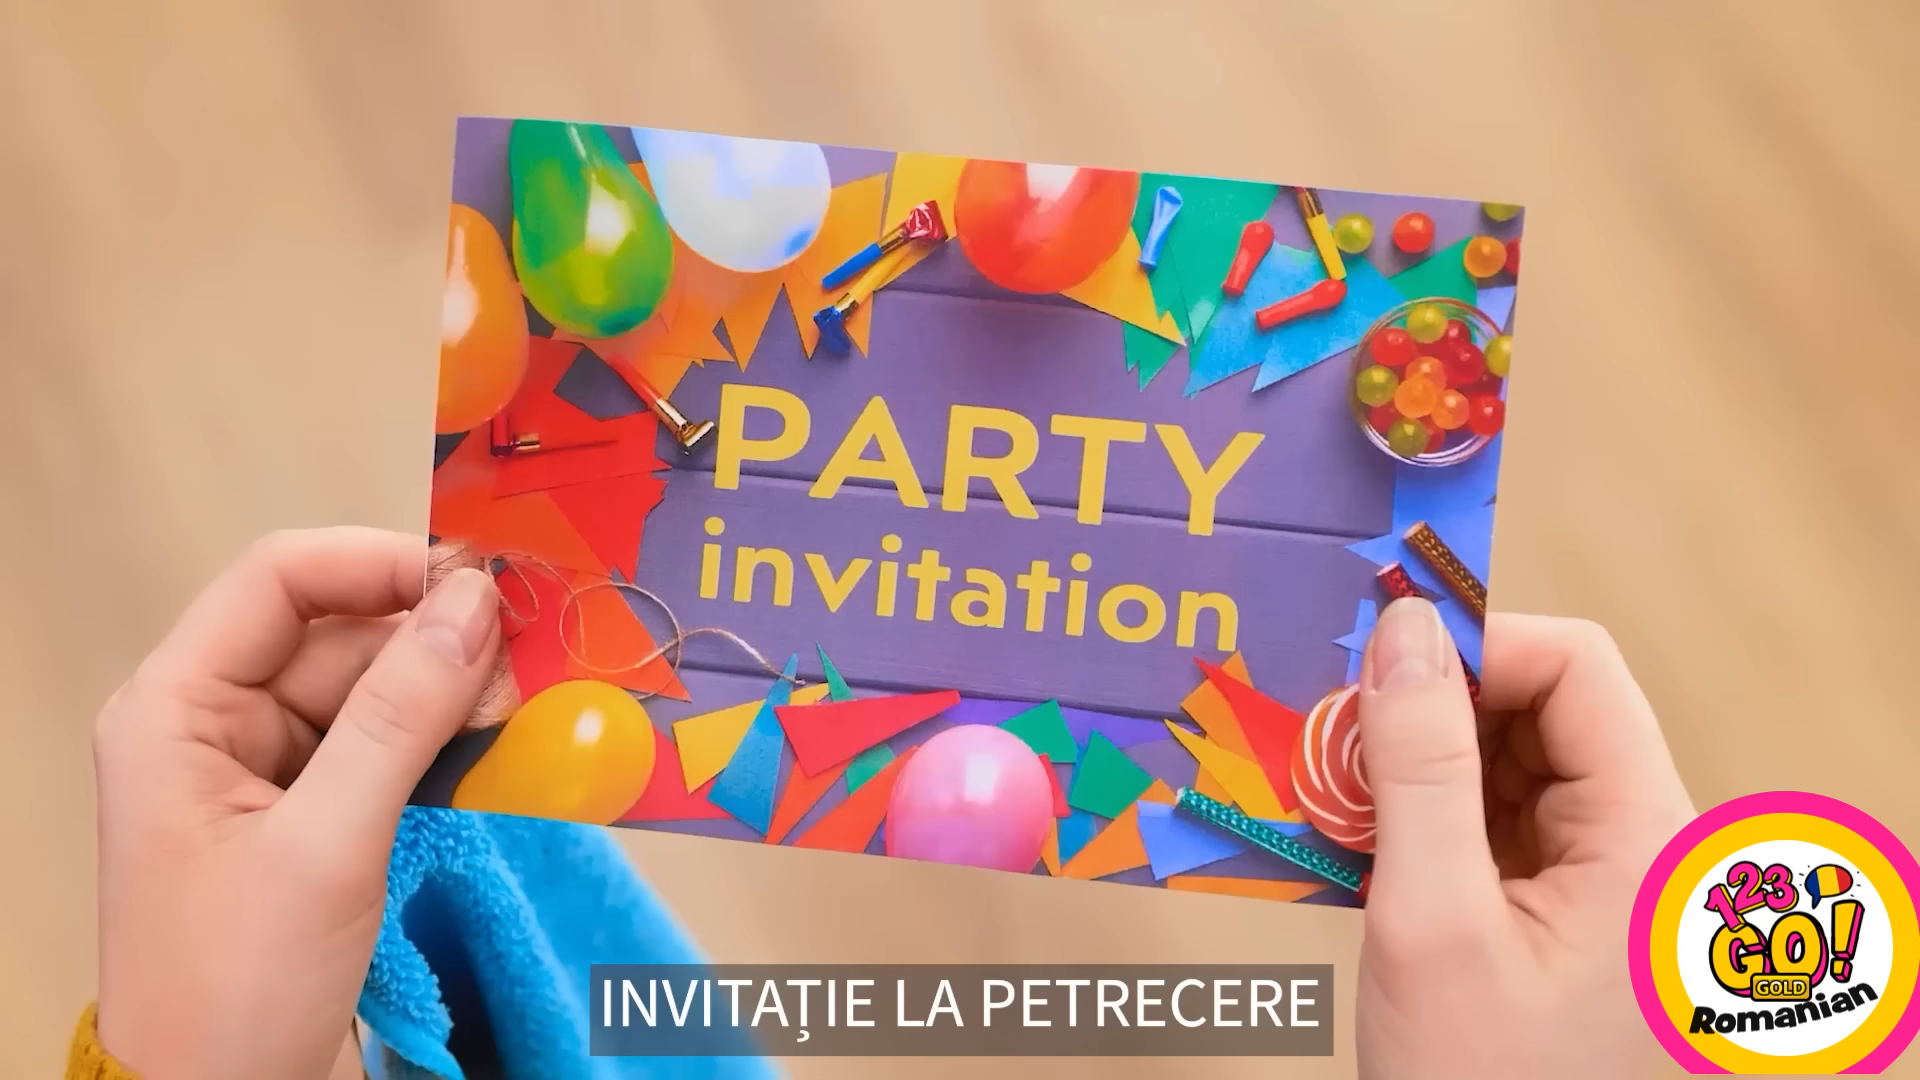 PARTY
invitation
INVITAȚIE LA PETRECERE
123
GO!
GOLD
Romanian